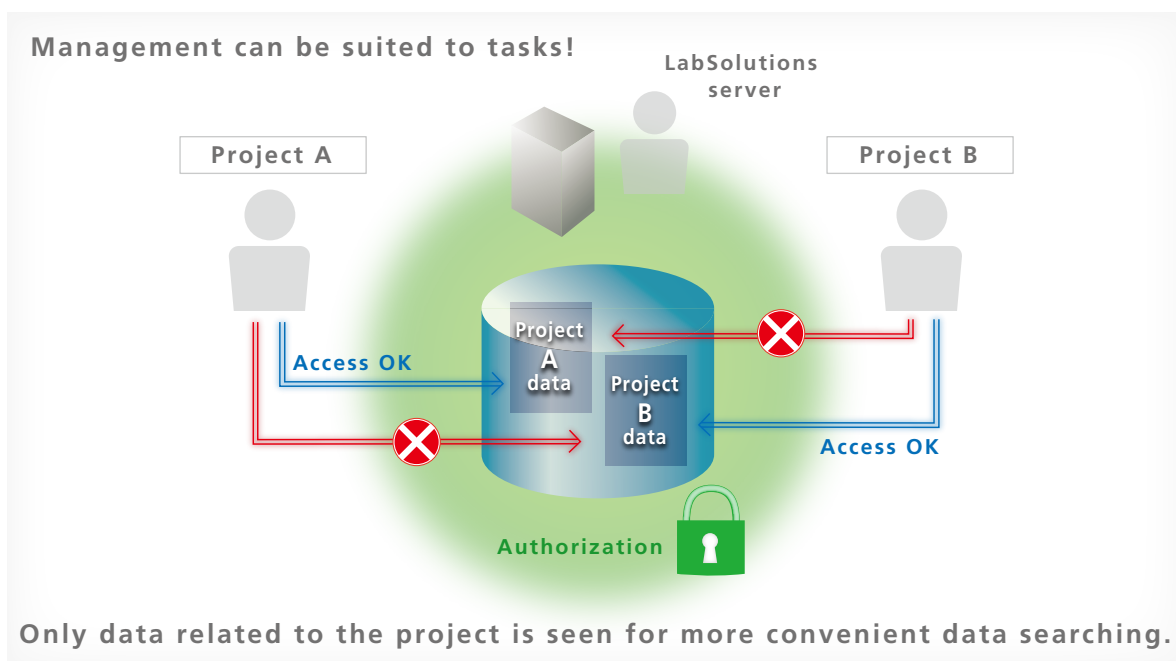 Management can be suited to tasks!
LabSolutions
server
Project A
Project B
Project
A
data
Access OK
Project
B
data
Access OK
Authorization
Only data related to the project is seen for more convenient data searching.